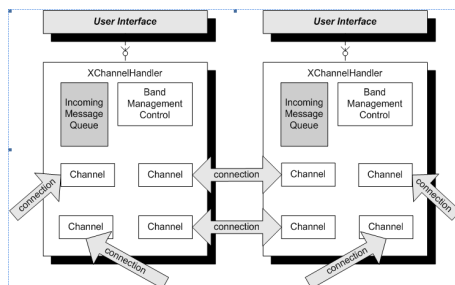 User Interface
User Interface
XChannelHandler
XChannelHandler
Incoming
Message
Queue
Band
Management
Control
Incoming
Message
Queue
Band
Management
Control
Channel
Channel
connection
Channel
Channel
connection
connection
Channel
Channel
connection
Channel
Channel
connection
connection